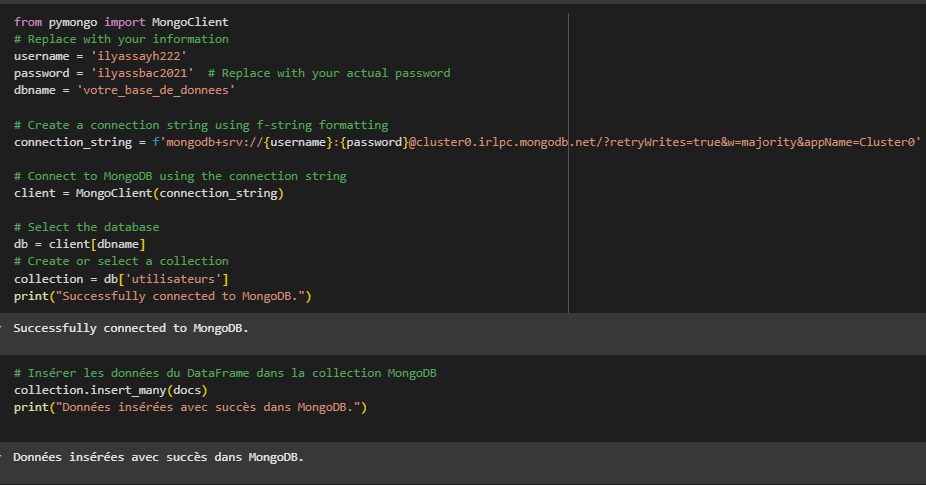 from pymongo import MongoClient
# Replace with your information
username = 'ilyassayh222'
password = 'ilyassbac2021'  # Replace with your actual password
dbname = 'votre_base_de_donnees'
# Create a connection string using f-string formatting
connection_string = f'mongodb+srv://{username}:{password}@cluster0.irlpc.mongodb.net/?retryWrites=true&w=majority&appName=Cluster0'
# Connect to MongoDB using the connection string
client = MongoClient(connection_string)
# Select the database
db = client[dbname]
# Create or select a collection
collection = db['utilisateurs']
print("Successfully connected to MongoDB.")
Successfully connected to MongoDB.
# Insérer les données du DataFrame dans la collection MongoDB
collection.insert_many(docs)
print("Données insérées avec succès dans MongoDB.")
Données insérées avec succès dans MongoDB.